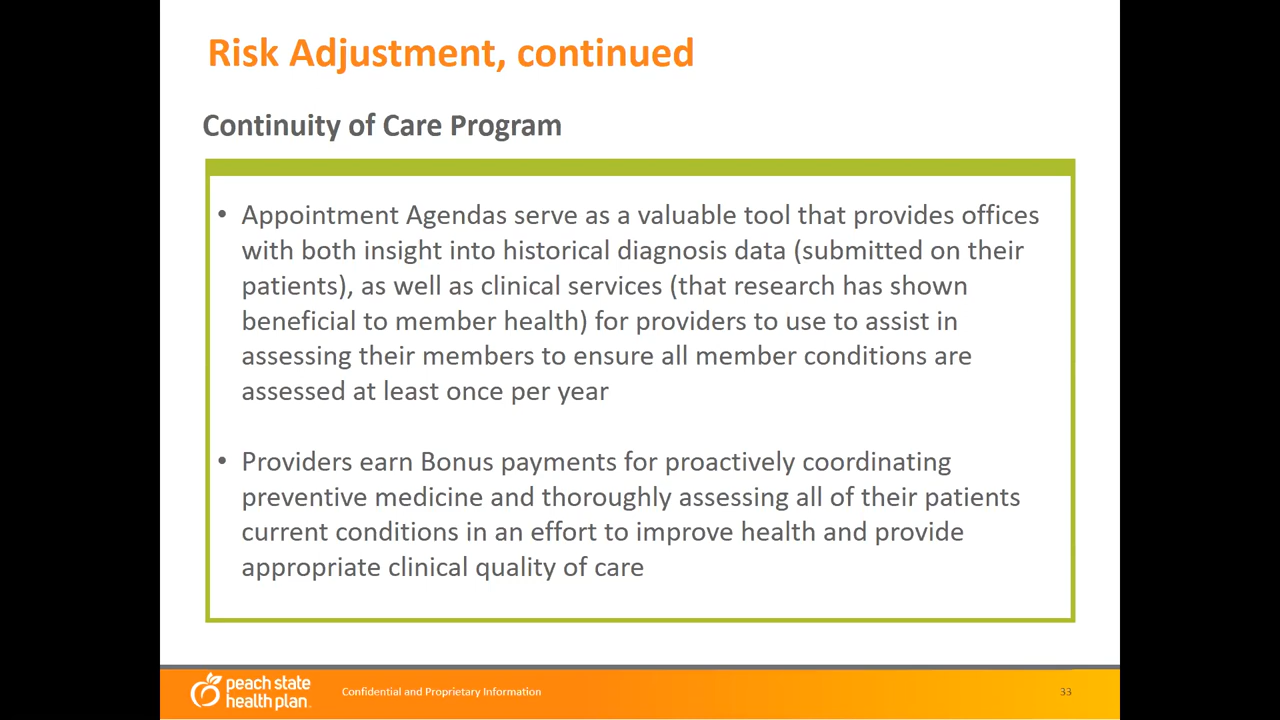 Risk Adjustment, continued
Continuity of Care Program
• Appointment Agendas serve as a valuable tool that provides offices
with both insight into historical diagnosis data (submitted on their
patients), as well as clinical services (that research has shown
beneficial to member health) for providers to use to assist in
assessing their members to ensure all member conditions are
assessed at least once per year
• Providers earn Bonus payments for proactively coordinating
preventive medicine and thoroughly assessing all of their patients
current conditions in an effort to improve health and provide
appropriate clinical quality of care
peach state
health plan.
Confidential and Proprietary Information
33